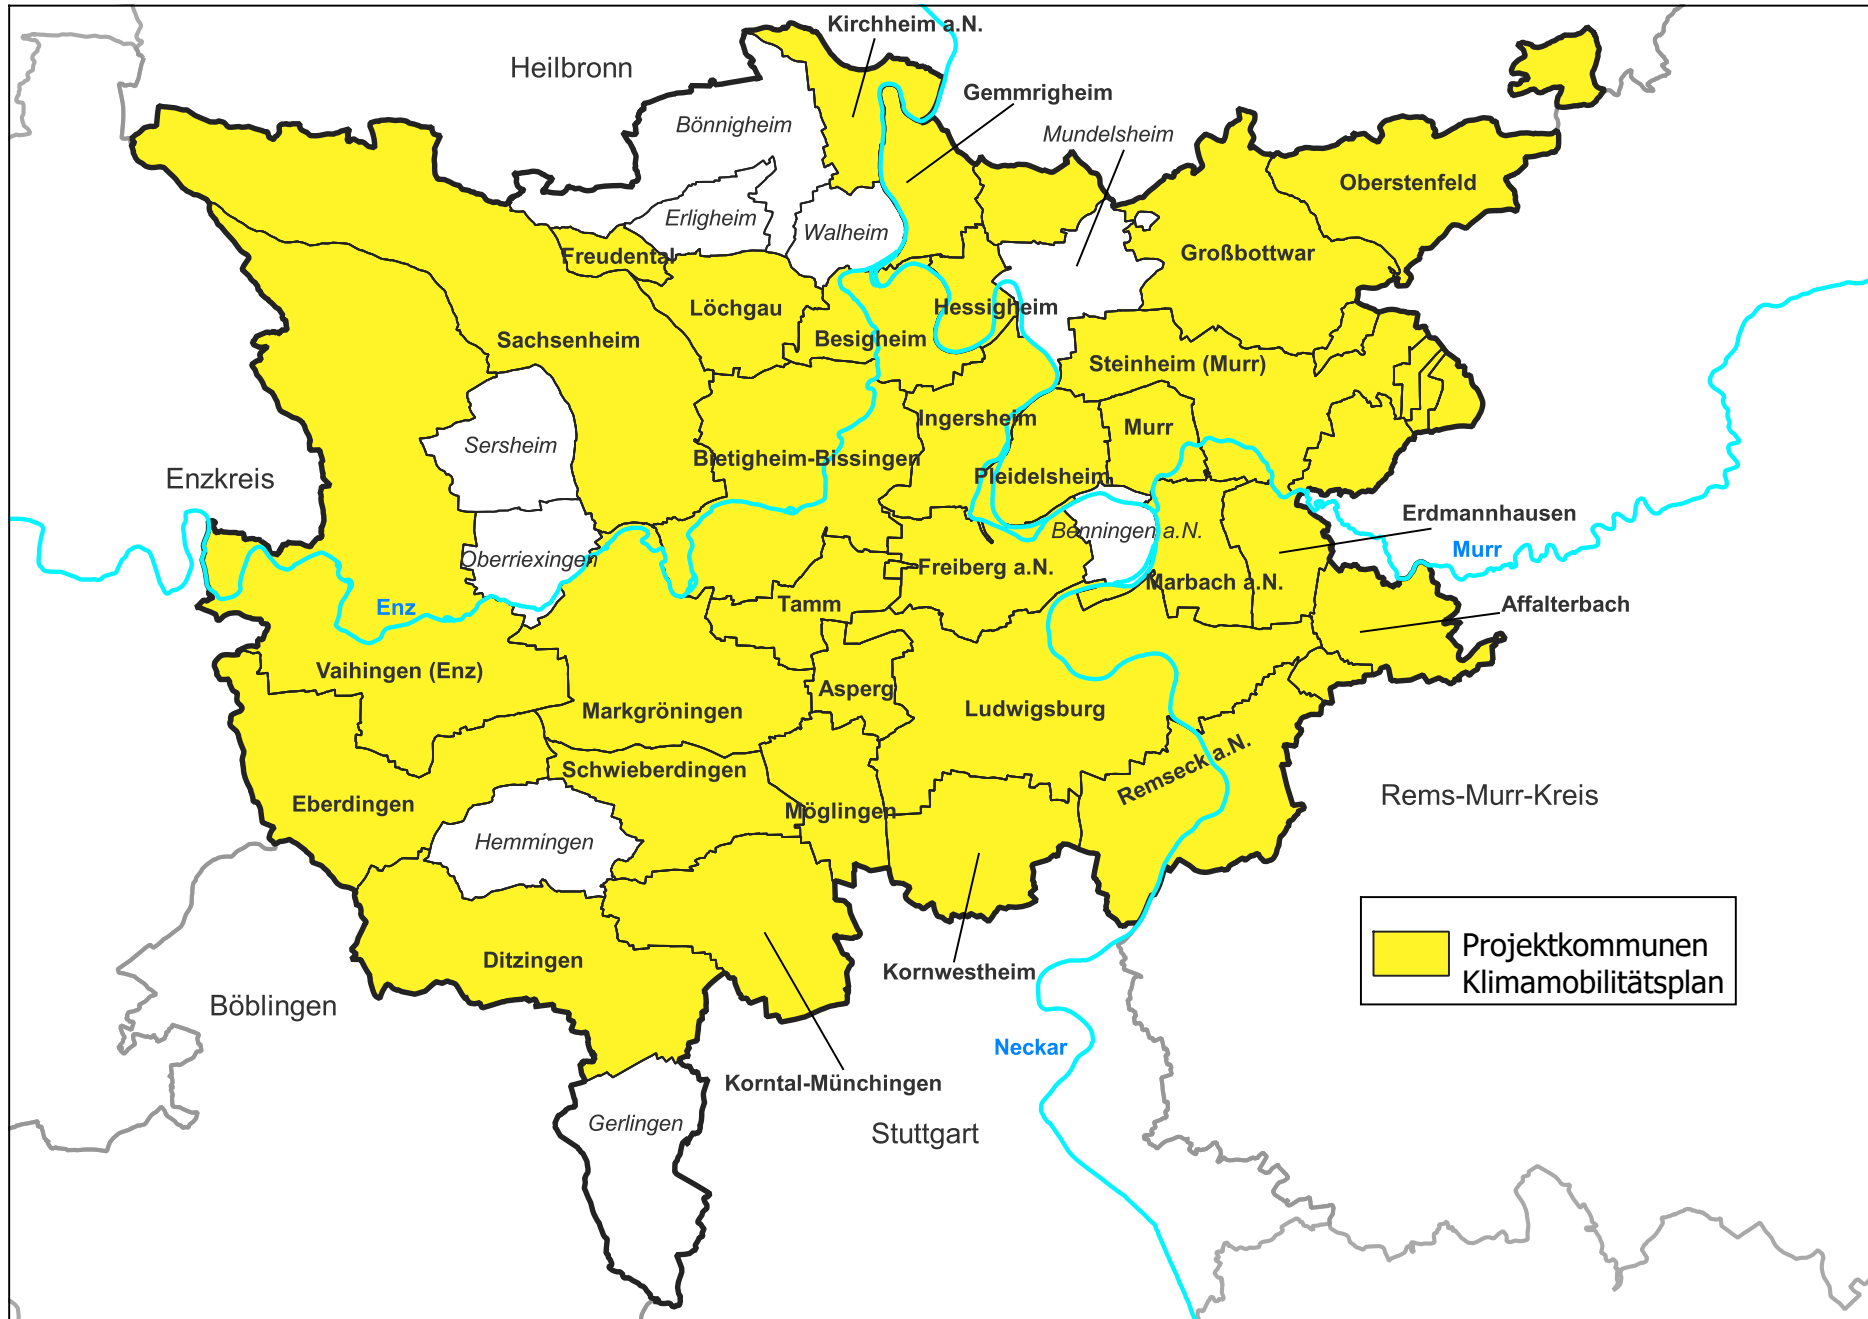 Kirchheim a.N.
Heilbronn
Gemmrigheim
Bönnigheim
Mundelsheim
Oberstenfeld
Erligheim
Walheim
Freudental
Großbottwar
Löchgau
Hessigheim
Sachsenheim
Besigheim
Steinheim (Murr)
Ingersheim
Murr
Sersheim
Bietigheim-Bissingen
Enzkreis
Pleidelsheim
Erdmannhausen
Benningen a.N.
Murr
Oberriexingen
Freiberg a.N.
Marbach a.N.
Enz
Tamm
Affalterbach
Vaihingen (Enz)
Asperg
Markgröningen
Ludwigsburg
Schwieberdingen
Remseck a.N.
Eberdingen
Möglingen
Rems-Murr-Kreis
Hemmingen
Projektkommunen
Klimamobilitätsplan
Ditzingen
Kornwestheim
Böblingen
Neckar
Korntal-Münchingen
Gerlingen
Stuttgart